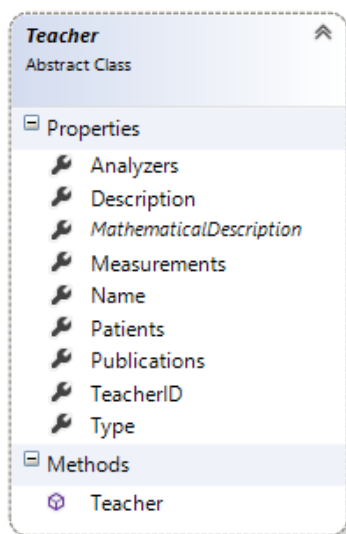 Teacher
Abstract Class
Properties
Analyzers
Description
MathematicalDescription
Measurements
Name
Patients
Publications
TeacherID
Type
Methods
Teacher